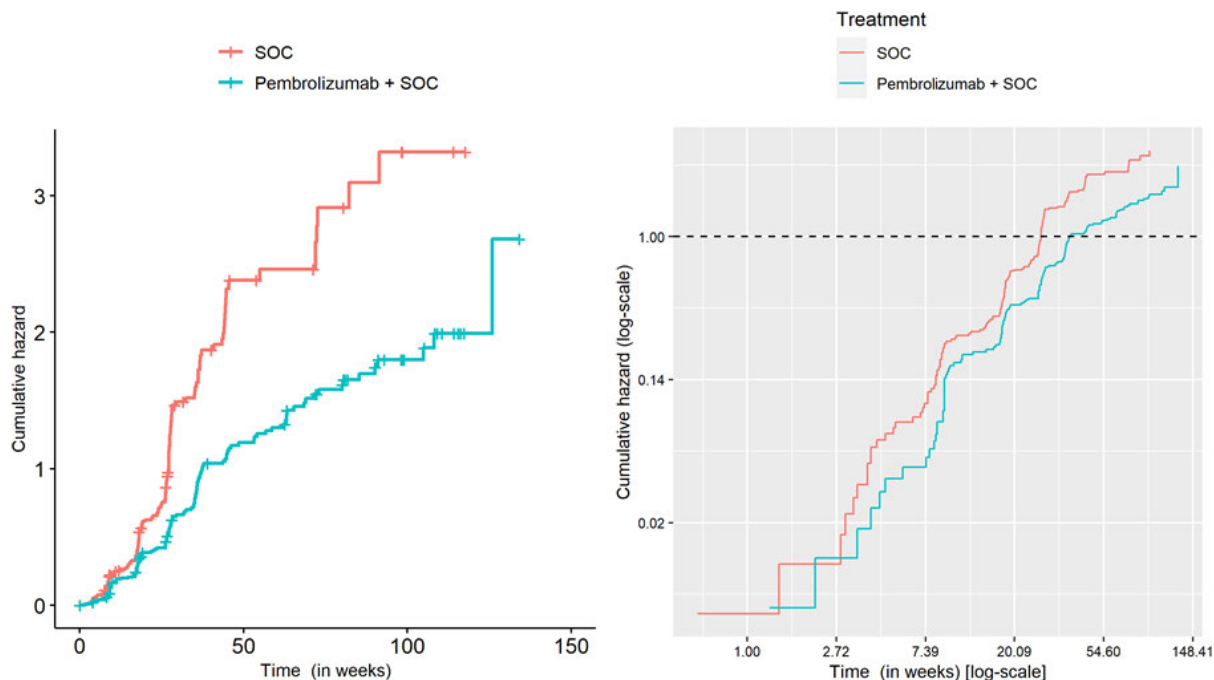 SOC
Pembrolizumab + SOC
Cumulative hazard
3
2
1
0
0 50 100 150
Time (in weeks)
Treatment
SOC
Pembrolizumab + SOC
Cumulative hazard (log-scale)
1.00
0.14
0.02
1.00 2.72 7.39 20.09 54.60 148.41
Time (in weeks) [log-scale]